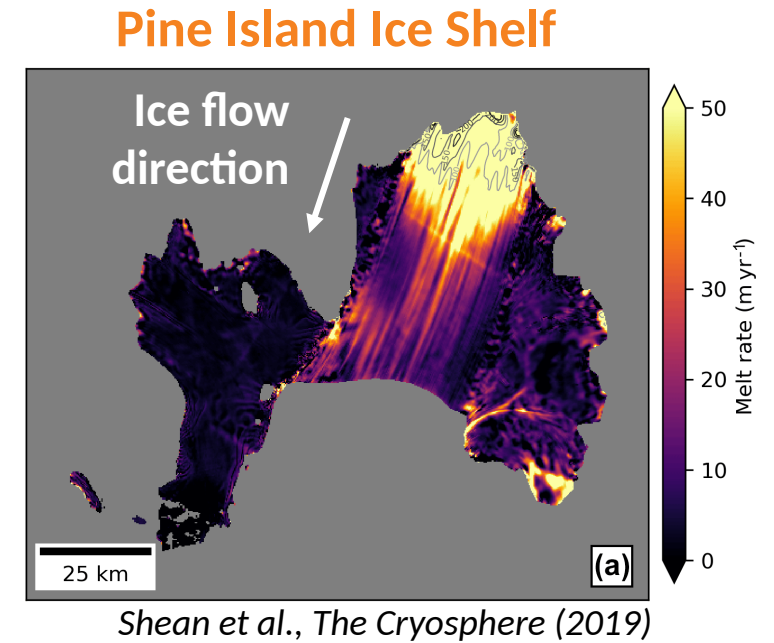 Pine Island Ice Shelf
Ice flow
direction
50
40
30
20
10
0
Melt rate (m yr⁻¹)
25 km
(a)
Shean et al., The Cryosphere (2019)